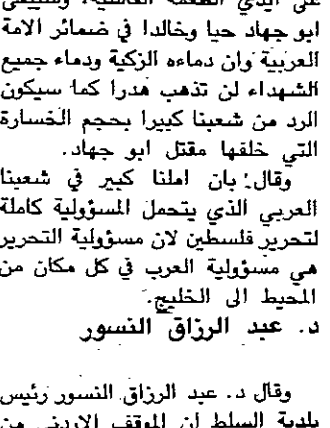 على ايدي الطغمة الفاشية، وسيبقى
ابو جهاد حيا وخالدا في ضمائر الامة
العربية وان دماءه الزكية ودماء جميع
الشهداء لن تذهب هدرا كما سيكون
الرد من شعبنا كبيرا بحجم الخسارة
التي خلفها مقتل ابو جهاد.
وقال: بان املنا كبير في شعبنا
العربي الذي يتحمل المسؤولية كاملة
لتحرير فلسطين لان مسؤولية التحرير
هي مسؤولية العرب في كل مكان من
المحيط الى الخليج.
د. عبد الرزاق النسور
وقال د. عبد الرزاق النسور رئيس
بلدية السلط ان الموقف الاردني من